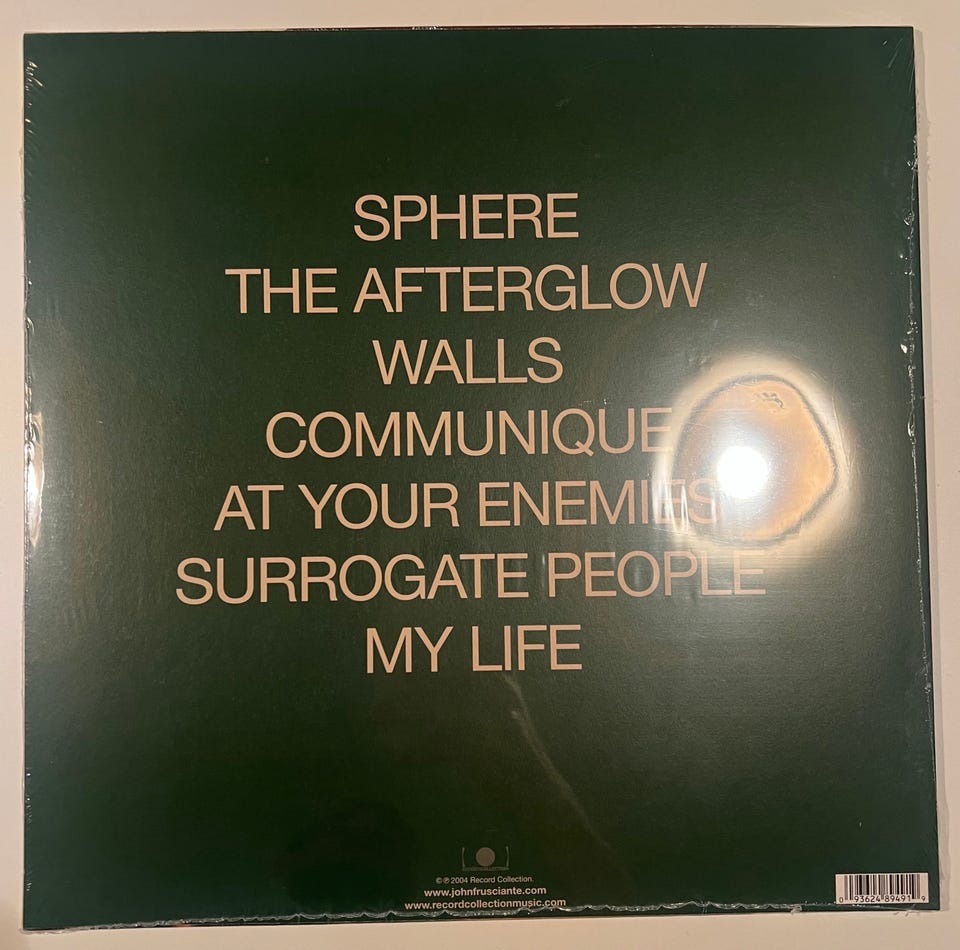 SPHERE
THE AFTERGLOW
WALLS
COMMUNIQUE
AT YOUR ENEMIES
SURROGATE PEOPLE
MY LIFE
©℗ 2004 Record Collection.
www.johnfrusciante.com
www.recordcollectionmusic.com
0 93624 89491 9